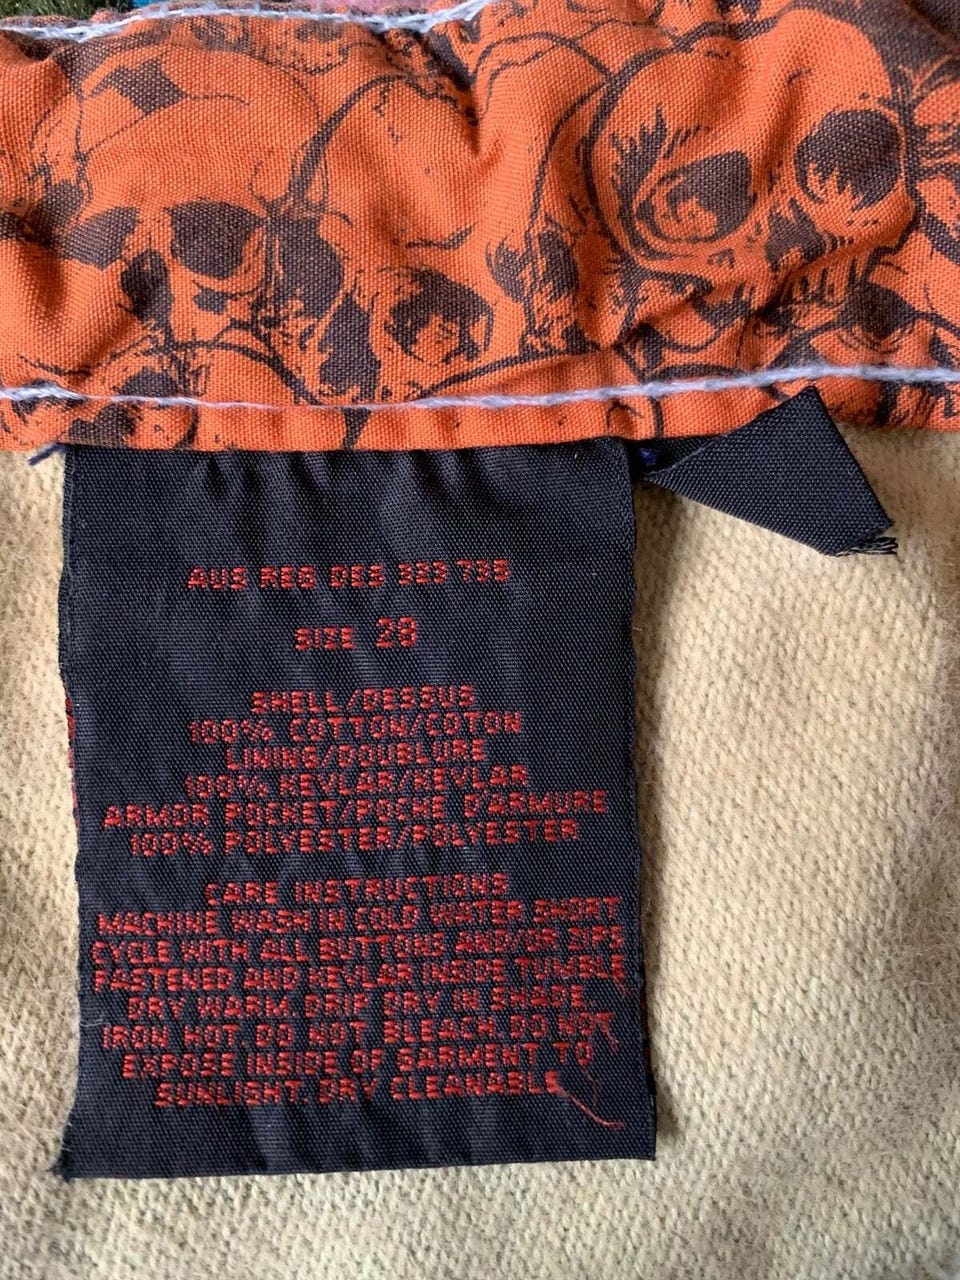 AUS REG DES 323 738
SIZE 28
SHELL/DESSUS
100% COTTON/COTON
LINING/DOUBLURE
100% KEVLAR/KEVLAR
ARMOR POCKET/POCHE D'ARMURE
100% POLYESTER/POLYESTER
CARE INSTRUCTIONS
MACHINE WASH IN COLD WATER SHORT
CYCLE WITH ALL BUTTONS AND/OR ZIPS
FASTENED AND KEVLAR INSIDE TUMBLE
DRY WARM. DRIP DRY IN SHADE.
IRON HOT. DO NOT BLEACH. DO NOT
EXPOSE INSIDE OF GARMENT TO
SUNLIGHT. DRY CLEANABLE